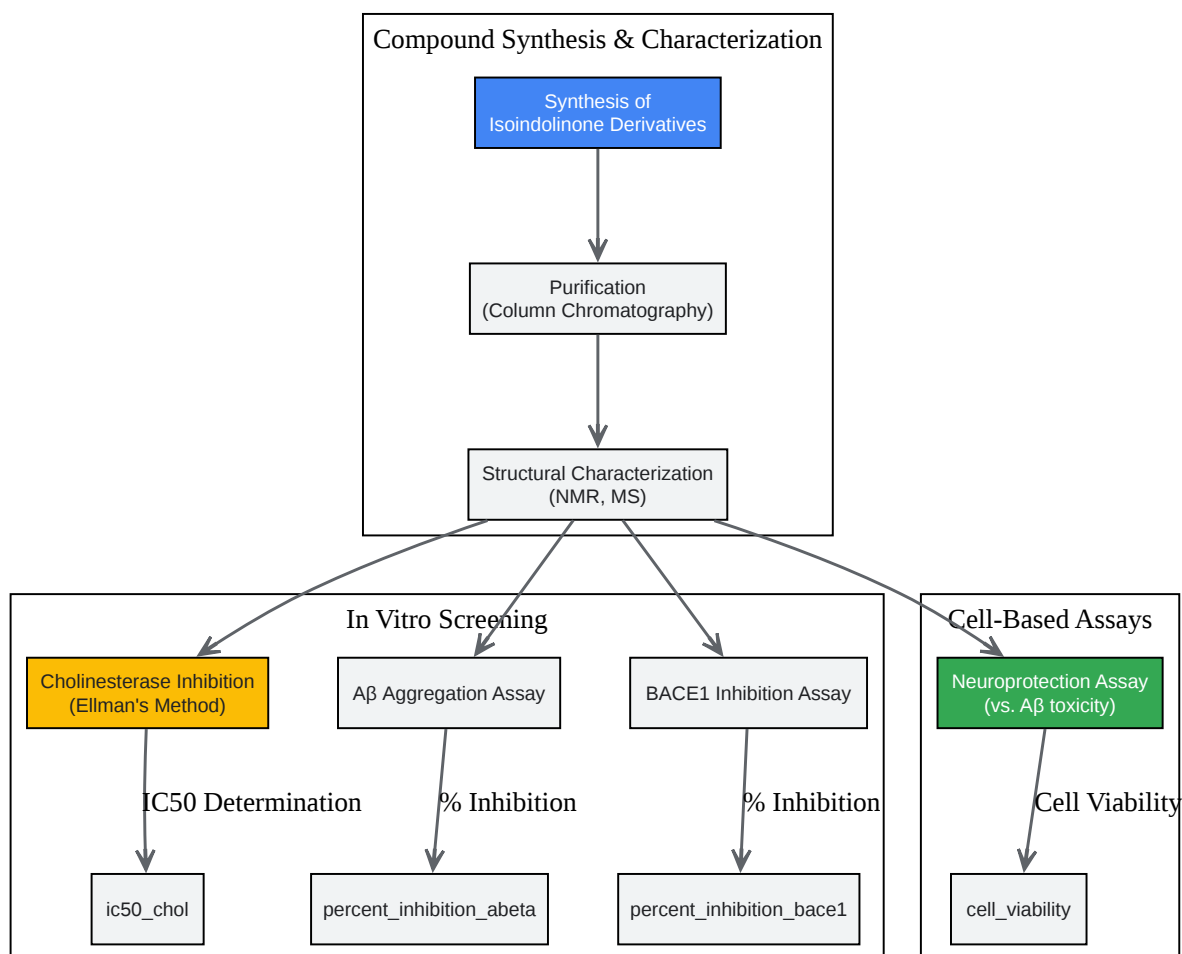 Compound Synthesis & Characterization
Synthesis of
Isoindolinone Derivatives
Purification
(Column Chromatography)
Structural Characterization
(NMR, MS)
In Vitro Screening
Cell-Based Assays
Cholinesterase Inhibition
(Ellman's Method)
Aβ Aggregation Assay
BACE1 Inhibition Assay
Neuroprotection Assay
(vs. Aβ toxicity)
IC50 Determination
% Inhibition
% Inhibition
Cell Viability
ic50_chol
percent_inhibition_abeta
percent_inhibition_bace1
cell_viability